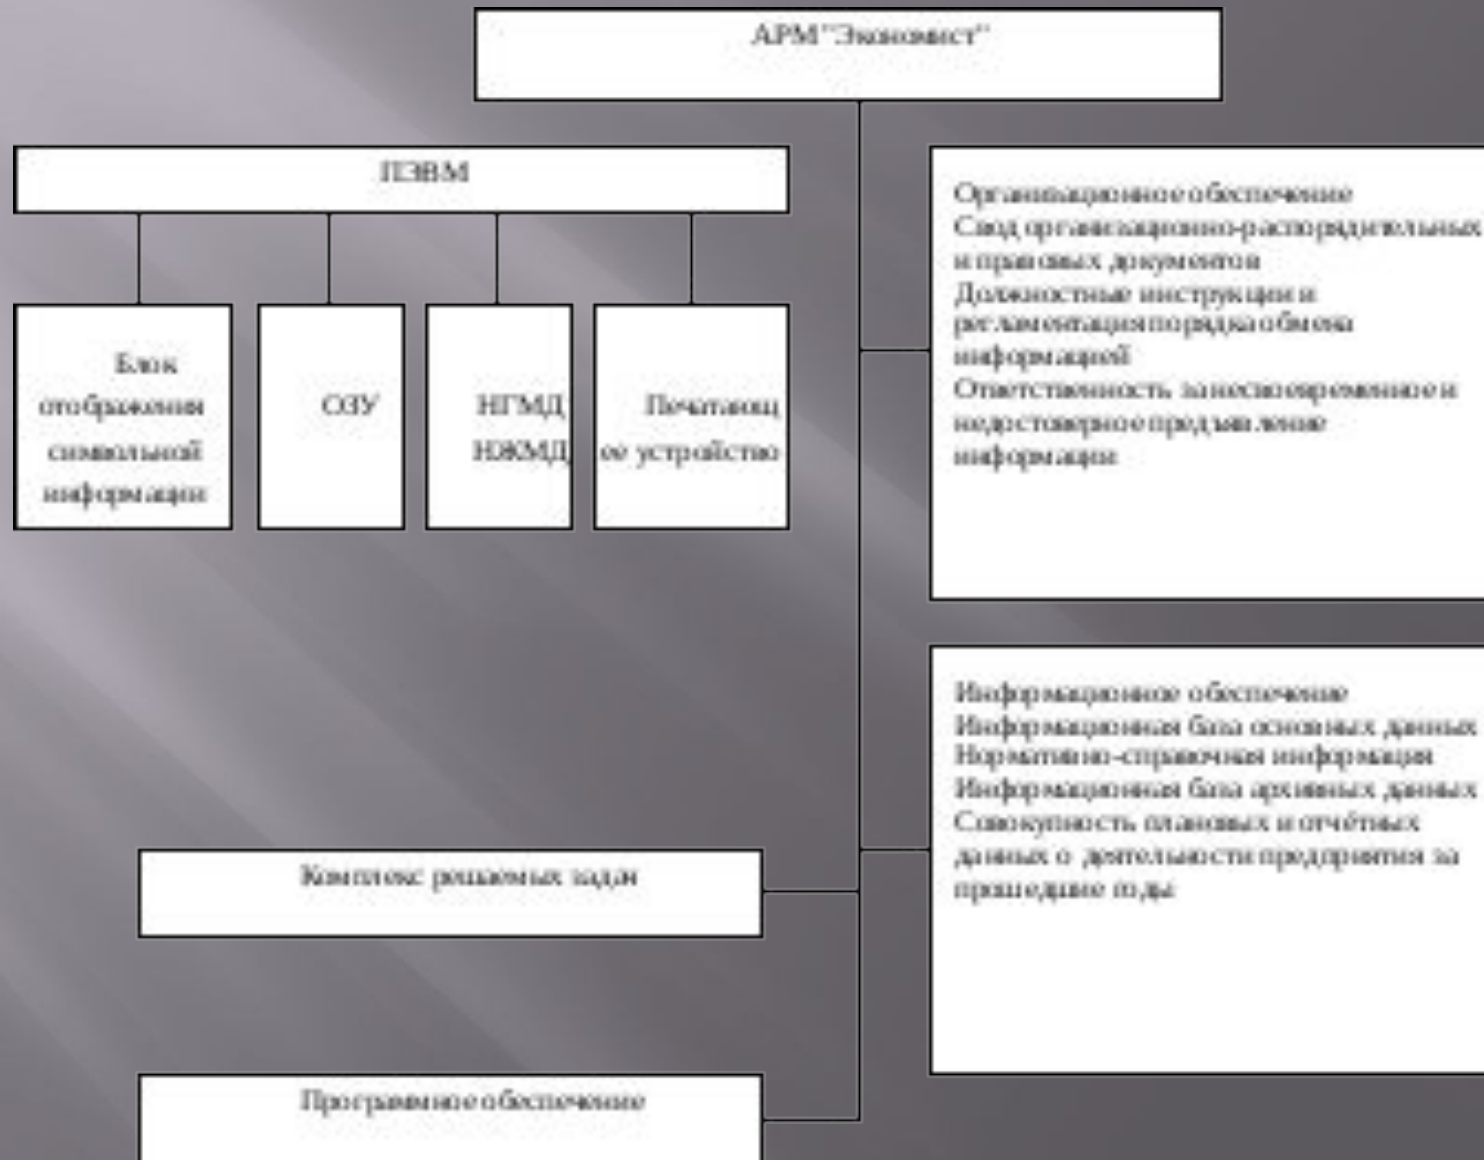 АРМ "Экономист"
ПЭВМ
Блок
отображения
символьной
информации
ОЗУ
НГМД
НЖМД
Печатающ
ее устройство
Организационное обеспечение
Свод организационно-распорядительных
и правовых документов
Должностные инструкции и
регламентация порядка обмена
информацией
Ответственность за несвоевременное и
недостоверное предъявление
информации
Информационное обеспечение
Информационная база основных данных
Нормативно-справочная информация
Информационная база архивных данных
Совокупность плановых и отчётных
данных о деятельности предприятия за
прошедшие годы
Комплекс решаемых задач
Программное обеспечение